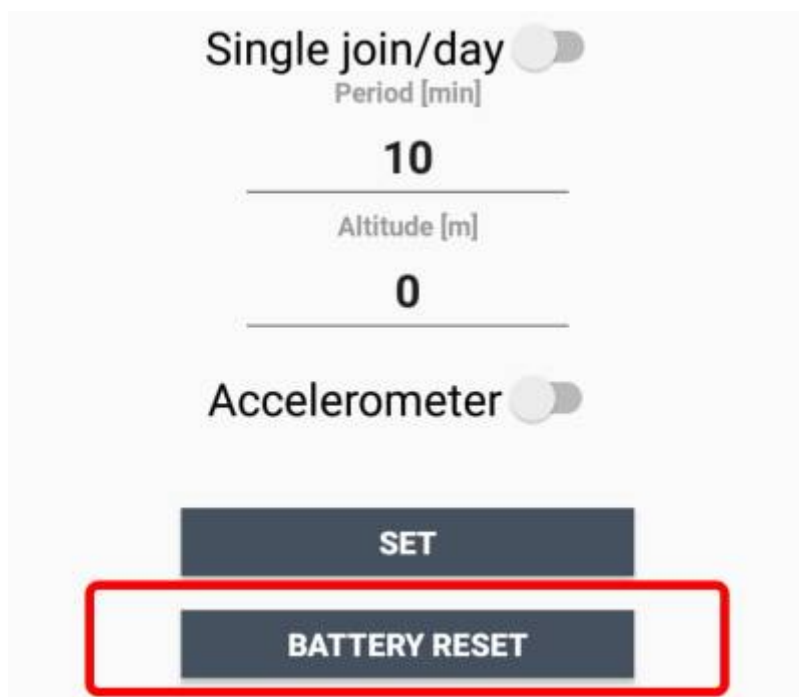 Single join/day
Period [min]
10
Altitude [m]
0
Accelerometer
SET
BATTERY RESET